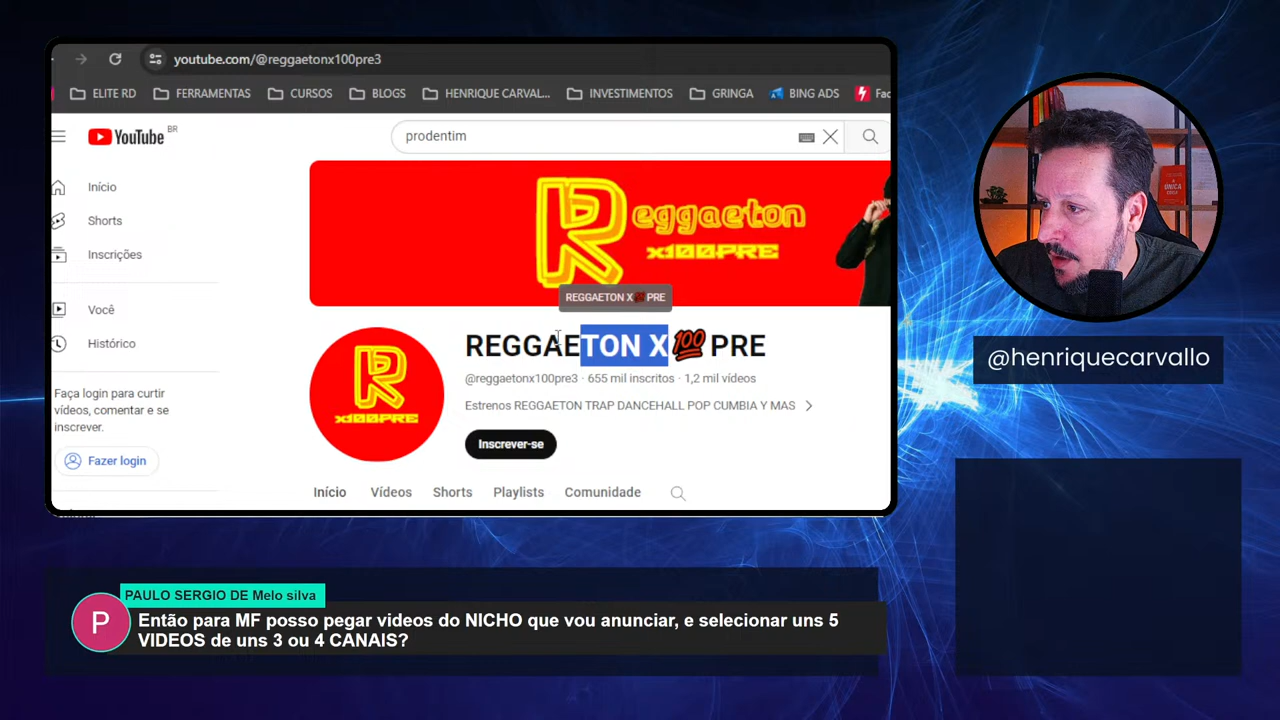 youtube.com/@reggaetonx100pre3
ELITE RD FERRAMENTAS CURSOS BLOGS HENRIQUE CARVAL... INVESTIMENTOS GRINGA BING ADS Fac
YouTube BR
prodentim
Início
Shorts
Inscrições
Você
Histórico
Faça login para curtir
vídeos, comentar e se
inscrever.
Fazer login
Reggaeton
x100PRE
REGGAETON X💯PRE
R
x100PRE
REGGAETON X💯PRE
@reggaetonx100pre3 · 655 mil inscritos · 1,2 mil vídeos
Estrenos REGGAETON TRAP DANCEHALL POP CUMBIA Y MAS
Inscrever-se
Início Vídeos Shorts Playlists Comunidade
A
ÚNICA
@henriquecarvallo
PAULO SERGIO DE Melo silva
P
Então para MF posso pegar videos do NICHO que vou anunciar, e selecionar uns 5
VIDEOS de uns 3 ou 4 CANAIS?